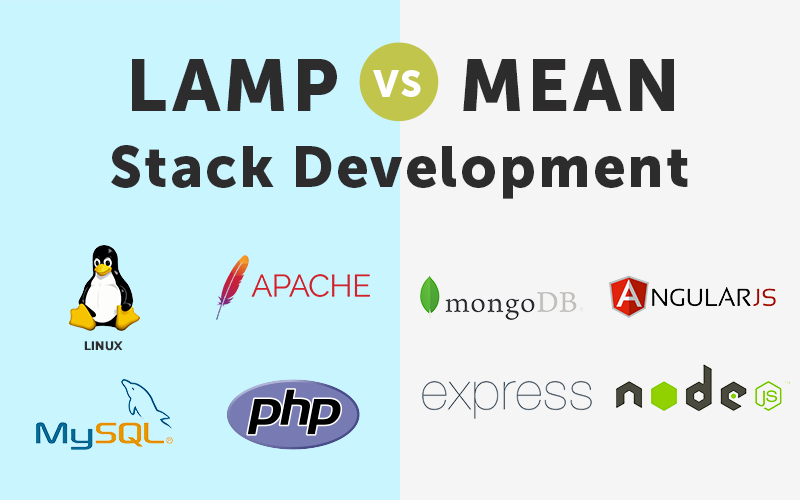 LAMP VS MEAN
Stack Development
LINUX
APACHE
MySQL®
php
mongoDB
ANGULARJS
express
node JS